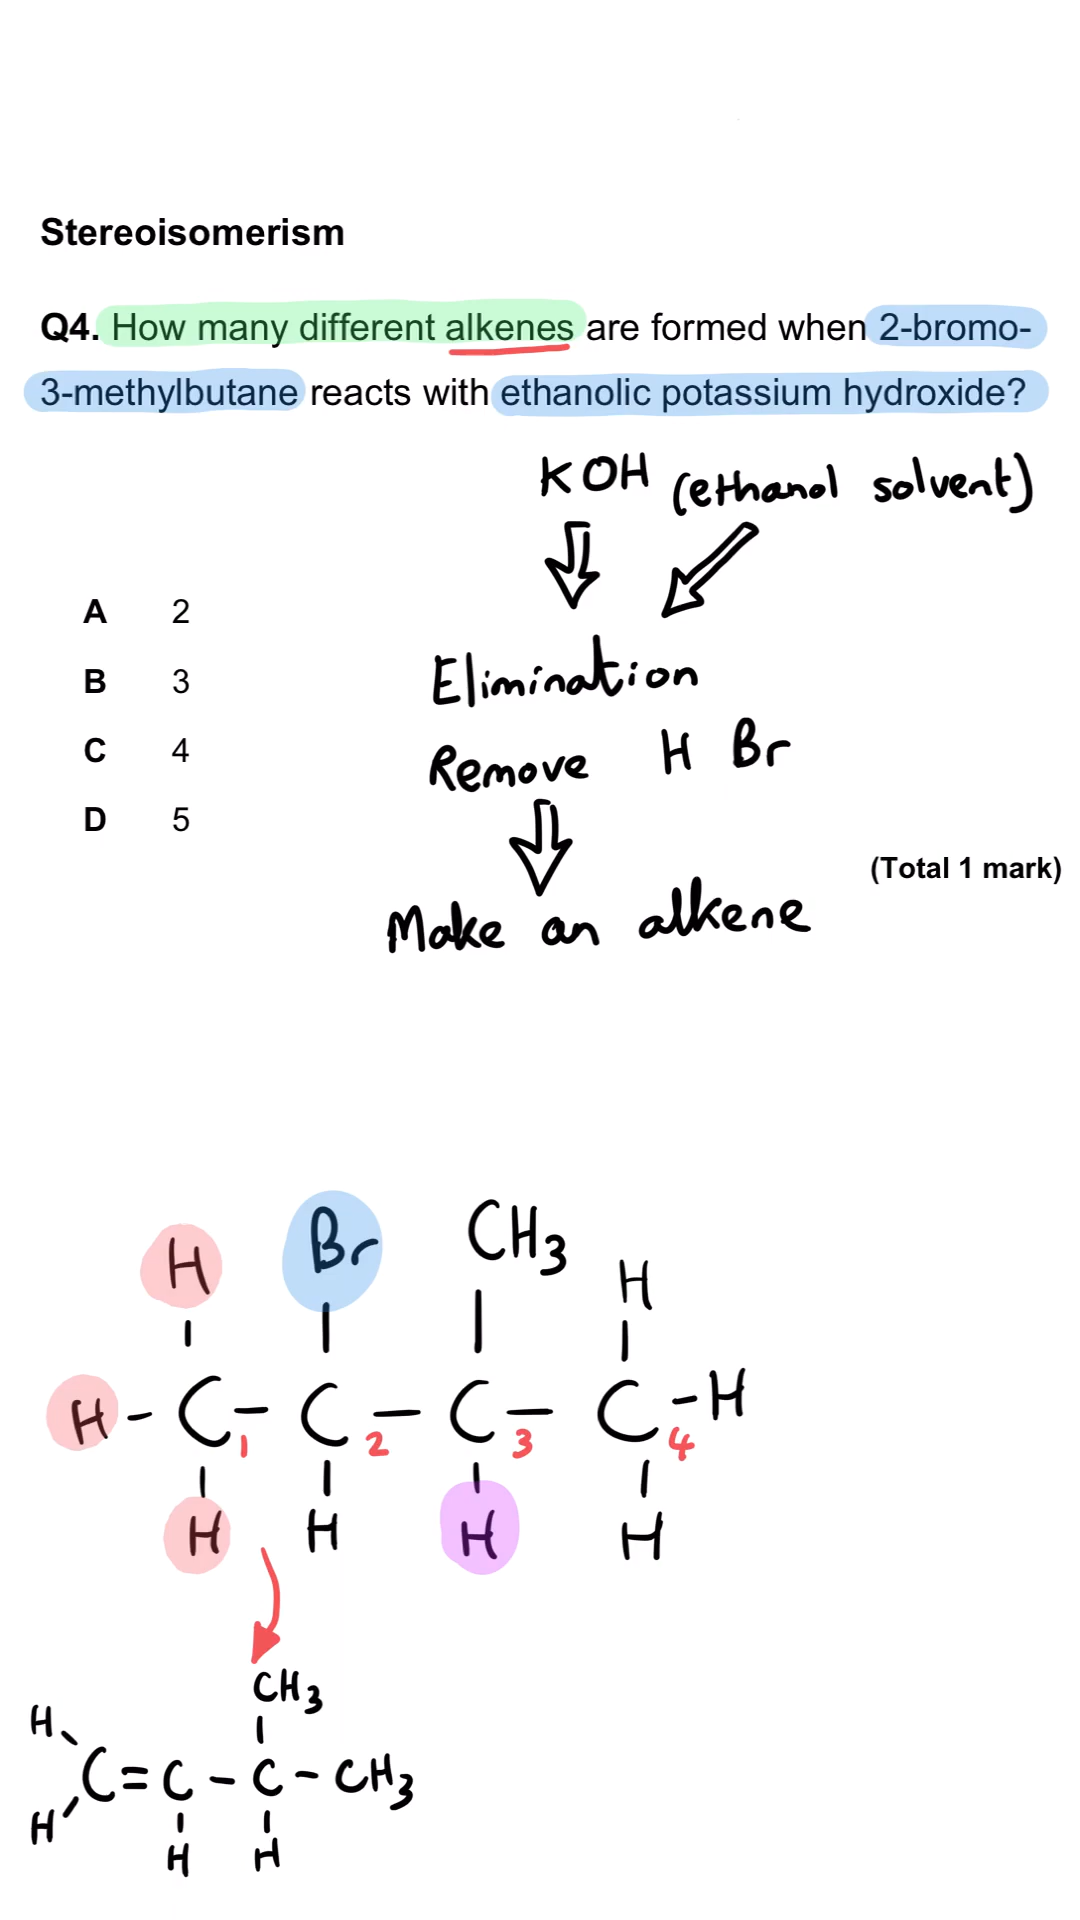 Stereoisomerism
Q4. How many different alkenes are formed when 2-bromo-
3-methylbutane reacts with ethanolic potassium hydroxide?
KOH (ethanol solvent)
A 2
B 3
C 4
D 5
Elimination
Remove H Br
(Total 1 mark)
Make an alkene
H Br CH3 H
H - C - C - C - C - H
1 2 3 4
H H H H
CH3
H
C = C - C - CH3
H
H H